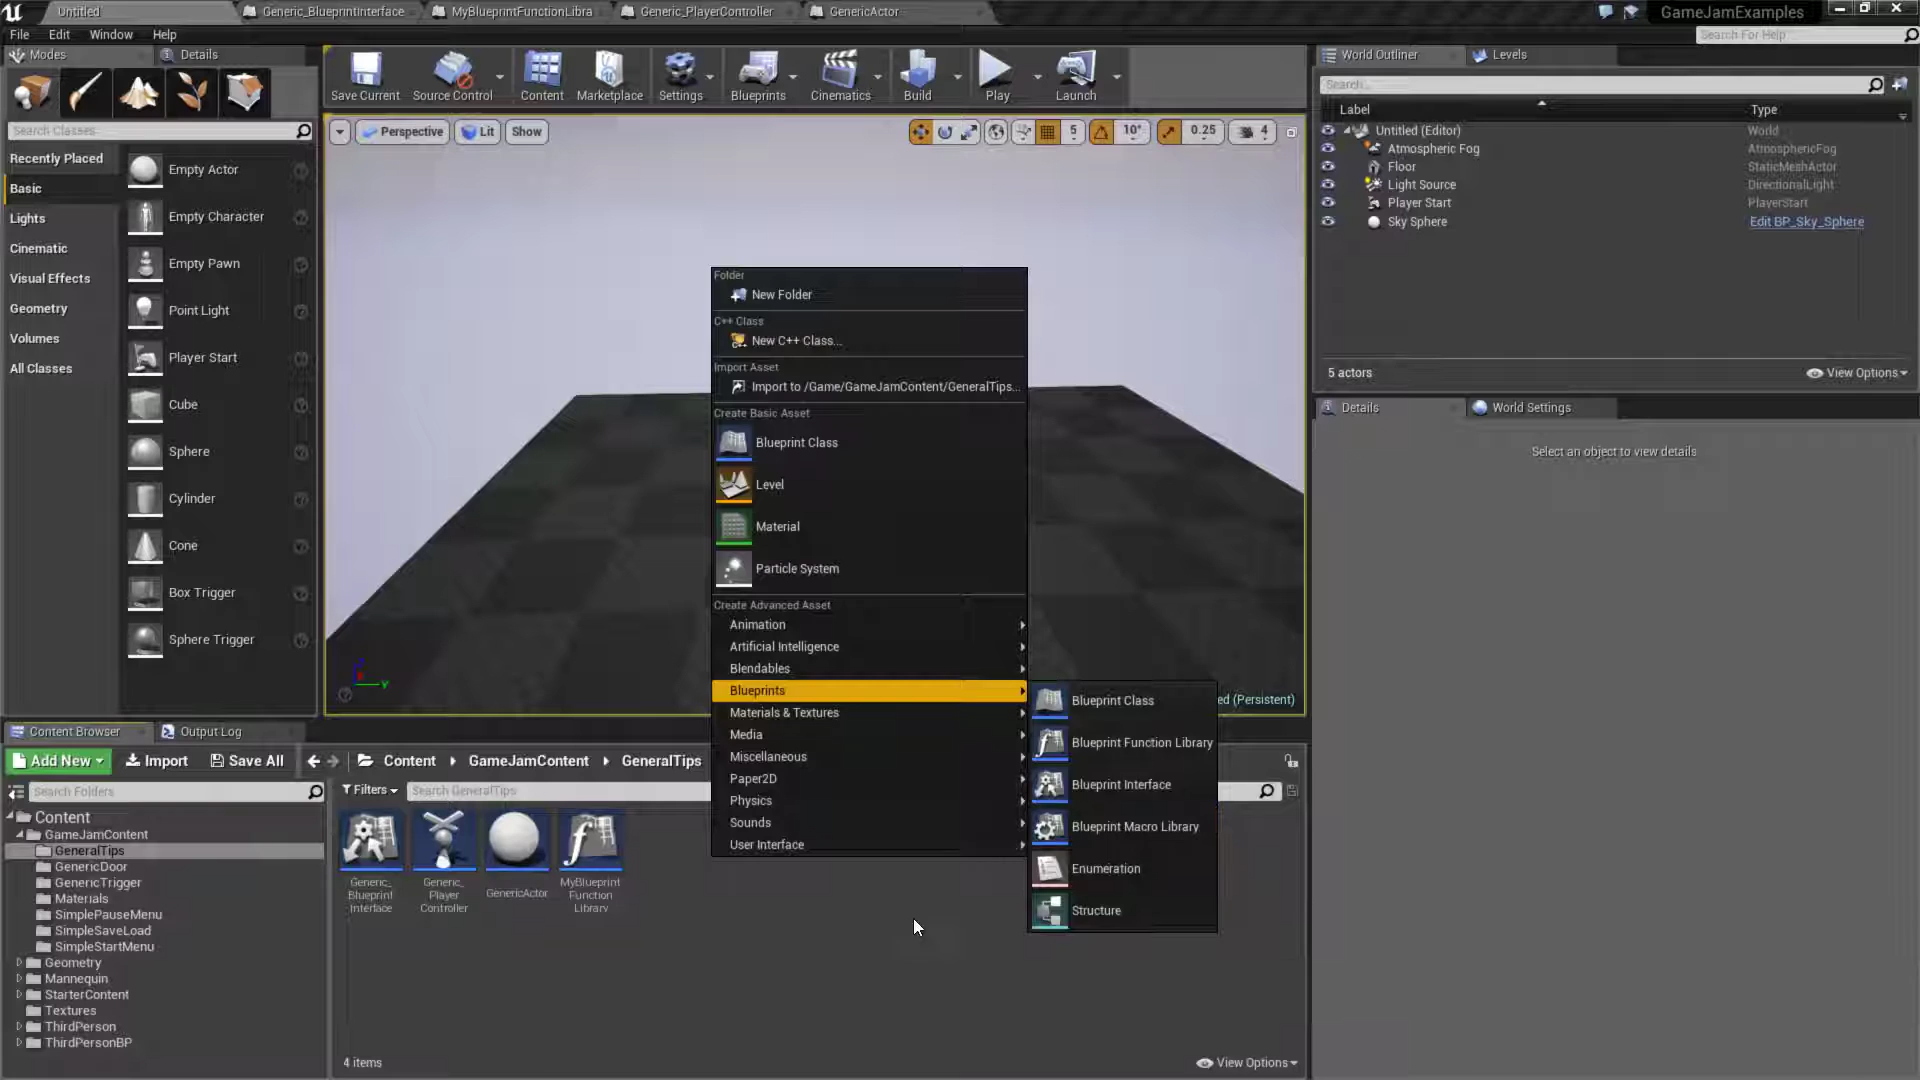 Untitled
Generic_BlueprintInterface
MyBlueprintFunctionLibra
Generic_PlayerController
GenericActor
GameJamExamples
File Edit Window Help
Search For Help
Modes
Details
Search Classes
Recently Placed
Basic
Lights
Cinematic
Visual Effects
Geometry
Volumes
All Classes
Empty Actor
Empty Character
Empty Pawn
Point Light
Player Start
Cube
Sphere
Cylinder
Cone
Box Trigger
Sphere Trigger
Save Current
Source Control
Content
Marketplace
Settings
Blueprints
Cinematics
Build
Play
Launch
Perspective
Lit
Show
5
10°
0.25
4
Folder
New Folder
C++ Class
New C++ Class...
Import Asset
Import to /Game/GameJamContent/GeneralTips...
Create Basic Asset
Blueprint Class
Level
Material
Particle System
Create Advanced Asset
Animation
Artificial Intelligence
Blendables
Blueprints
Materials & Textures
Media
Miscellaneous
Paper2D
Physics
Sounds
User Interface
Blueprint Class
Blueprint Function Library
Blueprint Interface
Blueprint Macro Library
Enumeration
Structure
ed (Persistent)
World Outliner
Levels
Search...
Label Type
Untitled (Editor) World
Atmospheric Fog AtmosphericFog
Floor StaticMeshActor
Light Source DirectionalLight
Player Start PlayerStart
Sky Sphere Edit BP_Sky_Sphere
5 actors
View Options
Details
World Settings
Select an object to view details
Content Browser
Output Log
Add New
Import
Save All
Content
GameJamContent
GeneralTips
Search Folders
Filters
Search GeneralTips
Content
GameJamContent
GeneralTips
GenericDoor
GenericTrigger
Materials
SimplePauseMenu
SimpleSaveLoad
SimpleStartMenu
Geometry
Mannequin
StarterContent
Textures
ThirdPerson
ThirdPersonBP
Generic_
Blueprint
Interface
Generic_
Player
Controller
GenericActor
MyBlueprint
Function
Library
4 items
View Options